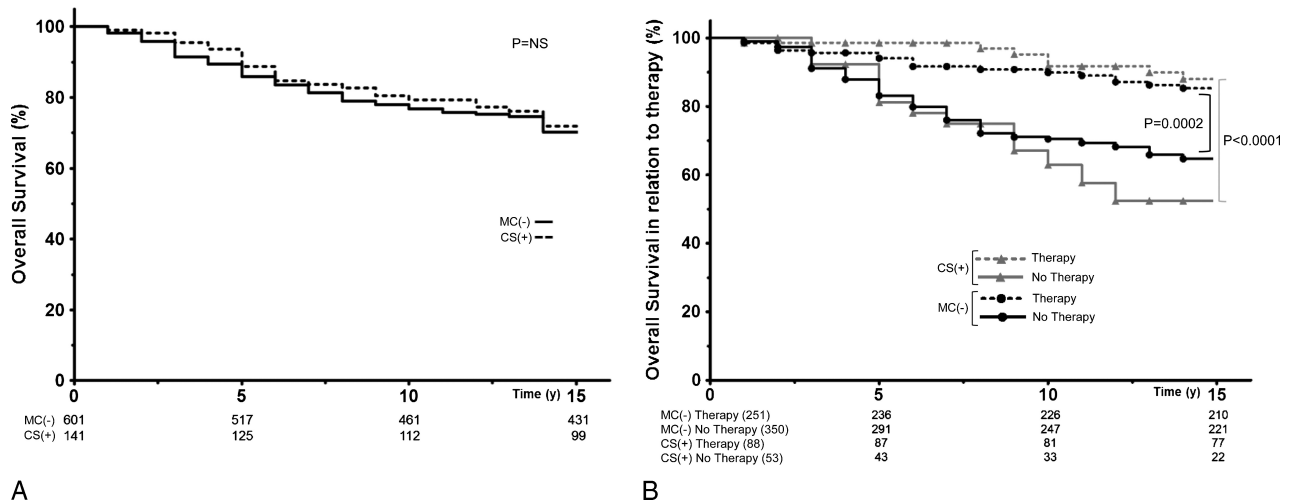 Overall Survival (%)
100
80
60
40
20
0
P=NS
MC(-)
CS(+)
0 5 10 Time (y) 15
MC(-) 601 517 461 431
CS(+) 141 125 112 99
A
Overall Survival in relation to therapy (%)
100
80
60
40
20
0
P=0.0002
P<0.0001
CS(+)
Therapy
No Therapy
MC(-)
Therapy
No Therapy
0 5 10 Time (y) 15
MC(-) Therapy (251) 236 226 210
MC(-) No Therapy (350) 291 247 221
CS(+) Therapy (88) 87 81 77
CS(+) No Therapy (53) 43 33 22
B